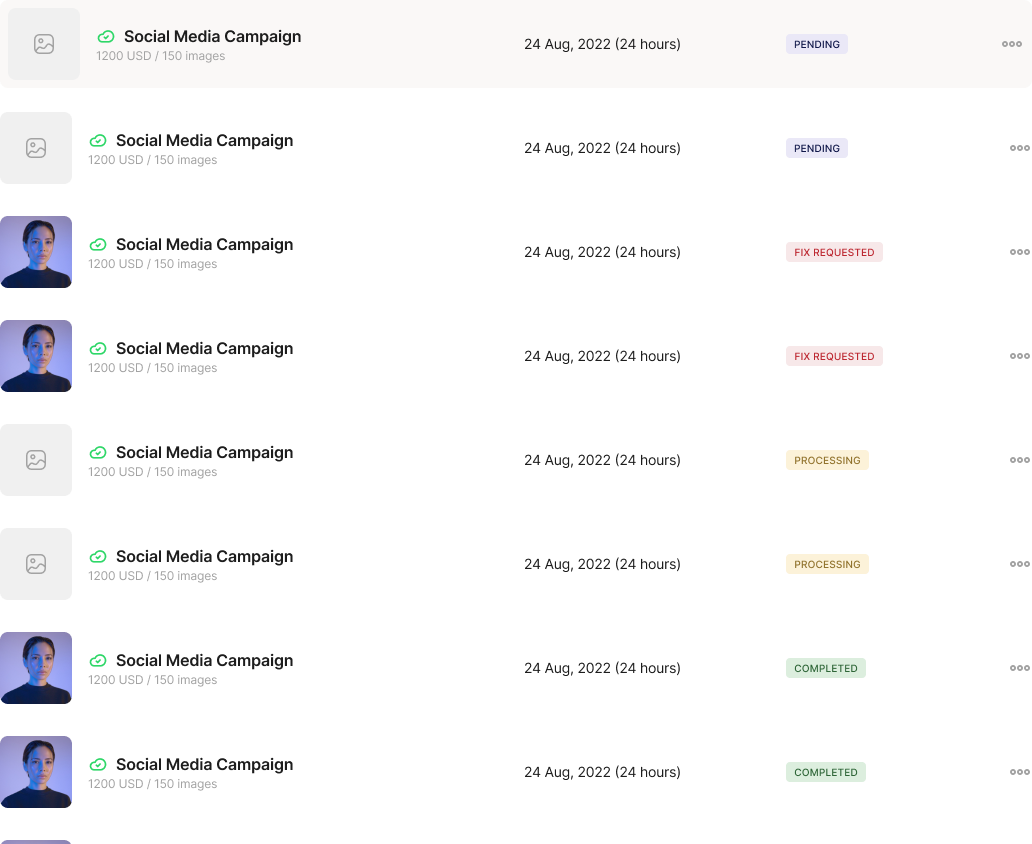 Social Media Campaign
1200 USD / 150 images
24 Aug, 2022 (24 hours)
PENDING
Social Media Campaign
1200 USD / 150 images
24 Aug, 2022 (24 hours)
PENDING
Social Media Campaign
1200 USD / 150 images
24 Aug, 2022 (24 hours)
FIX REQUESTED
Social Media Campaign
1200 USD / 150 images
24 Aug, 2022 (24 hours)
FIX REQUESTED
Social Media Campaign
1200 USD / 150 images
24 Aug, 2022 (24 hours)
PROCESSING
Social Media Campaign
1200 USD / 150 images
24 Aug, 2022 (24 hours)
PROCESSING
Social Media Campaign
1200 USD / 150 images
24 Aug, 2022 (24 hours)
COMPLETED
Social Media Campaign
1200 USD / 150 images
24 Aug, 2022 (24 hours)
COMPLETED